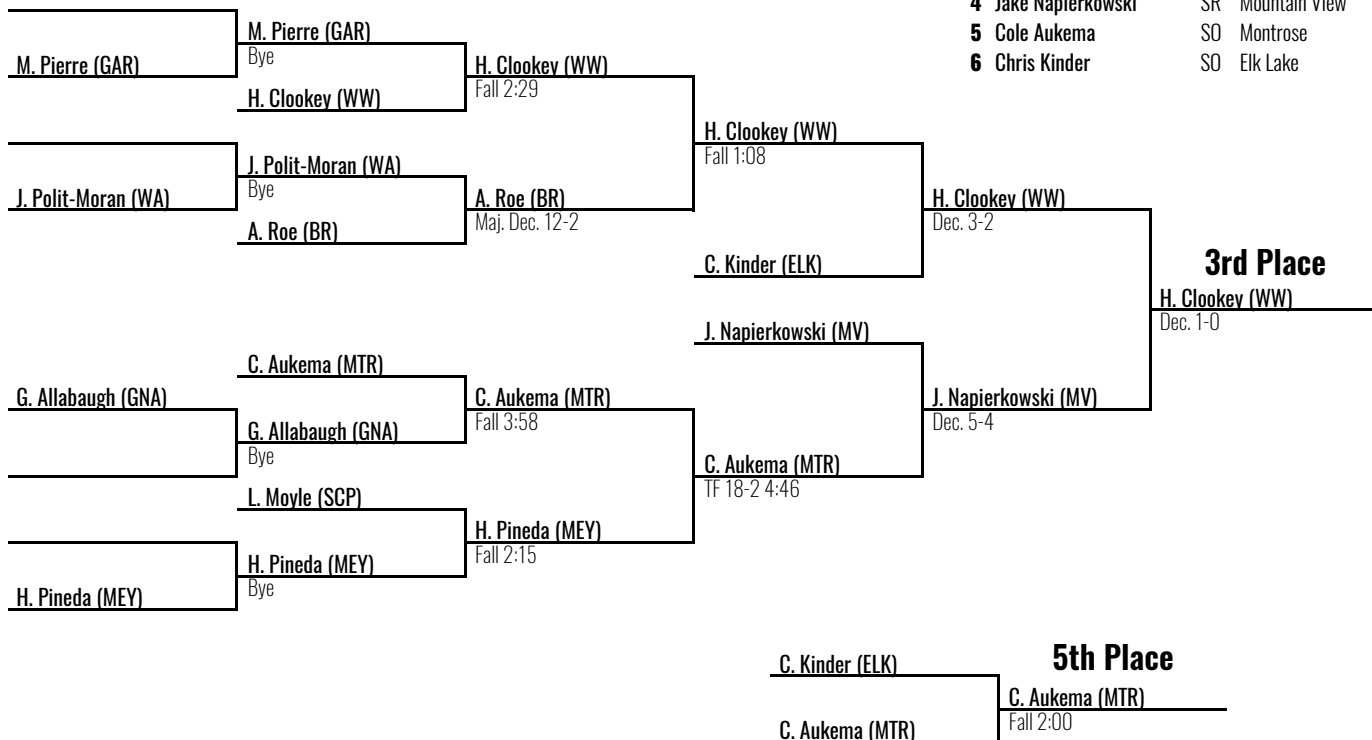 4 Jake Napierkowski SR Mountain View
5 Cole Aukema SO Montrose
6 Chris Kinder SO Elk Lake
M. Pierre (GAR)
M. Pierre (GAR)
Bye
H. Clookey (WW)
H. Clookey (WW)
Fall 2:29
J. Polit-Moran (WA)
J. Polit-Moran (WA)
Bye
A. Roe (BR)
A. Roe (BR)
Maj. Dec. 12-2
H. Clookey (WW)
Fall 1:08
C. Kinder (ELK)
H. Clookey (WW)
Dec. 3-2
3rd Place
H. Clookey (WW)
Dec. 1-0
J. Napierkowski (MV)
J. Napierkowski (MV)
Dec. 5-4
G. Allabaugh (GNA)
C. Aukema (MTR)
G. Allabaugh (GNA)
Bye
C. Aukema (MTR)
Fall 3:58
C. Aukema (MTR)
TF 18-2 4:46
L. Moyle (SCP)
H. Pineda (MEY)
H. Pineda (MEY)
Bye
H. Pineda (MEY)
Fall 2:15
5th Place
C. Kinder (ELK)
C. Aukema (MTR)
C. Aukema (MTR)
Fall 2:00